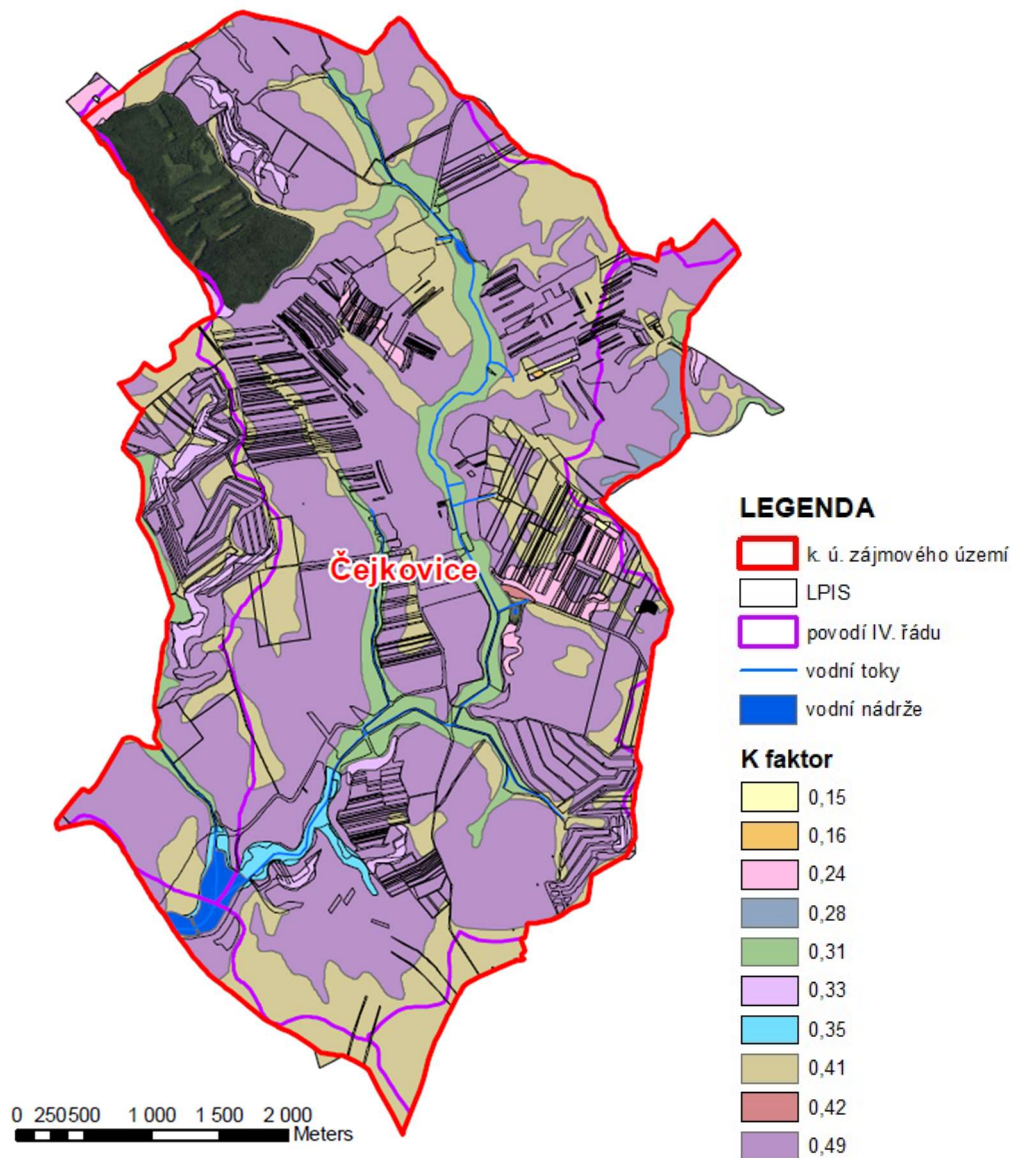 Čejkovice
LEGENDA
k. ú. zájmového území
LPIS
povodí IV. řádu
vodní toky
vodní nádrže
K faktor
0,15
0,16
0,24
0,28
0,31
0,33
0,35
0,41
0,42
0,49
0 250500 1 000 1 500 2 000
Meters